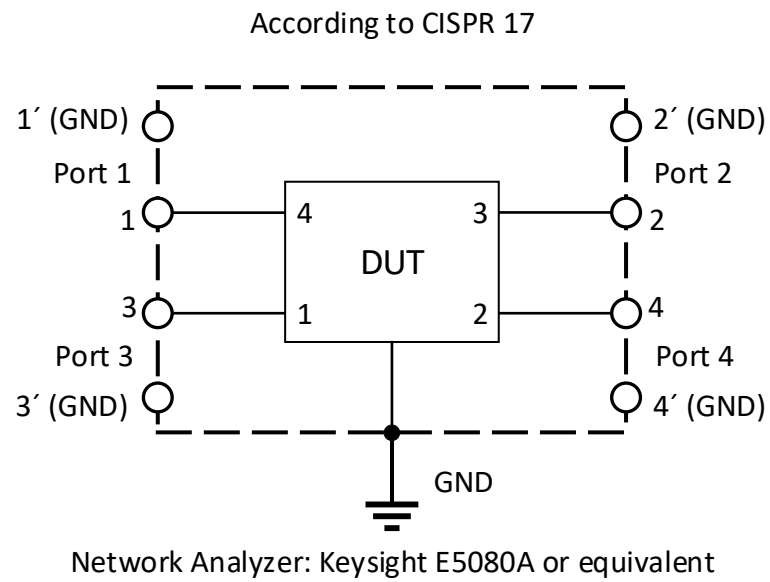 According to CISPR 17
1´ (GND) 2´ (GND)
Port 1 Port 2
1 4 3 2
DUT
3 1 2 4
Port 3 Port 4
3´ (GND) 4´ (GND)
GND
Network Analyzer: Keysight E5080A or equivalent